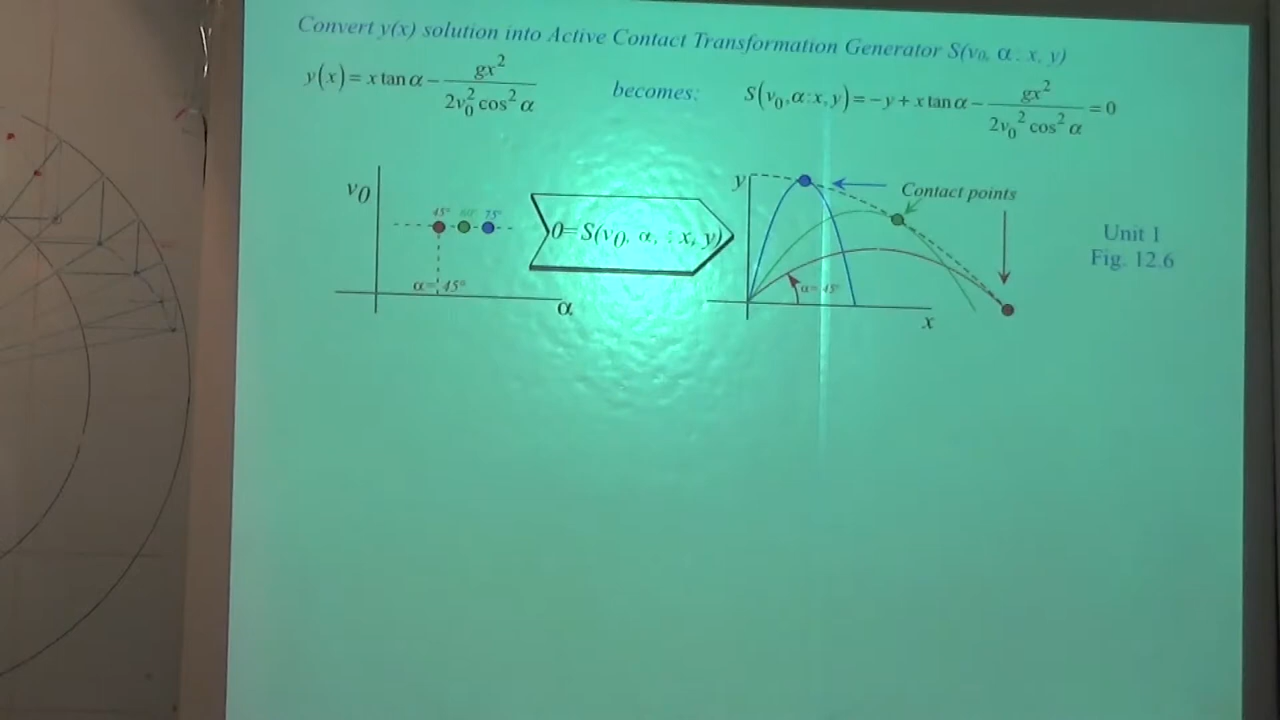 Convert y(x) solution into Active Contact Transformation Generator S(v₀, α : x, y)
y(x) = x tan α − gx² / 2v₀² cos² α becomes: S(v₀,α:x,y) = −y + x tan α − gx² / 2v₀² cos² α = 0
v₀
45° 60° 75°
α = 45°
α
0=S(v₀, α, : x, y)
y
Contact points
α= 45°
x
Unit 1
Fig. 12.6